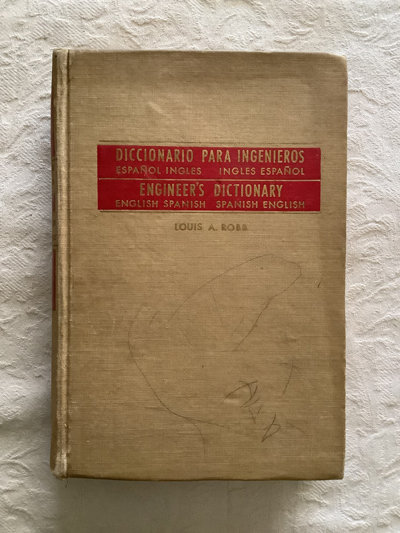 DICCIONARIO PARA INGENIEROS
ESPAÑOL INGLES INGLES ESPAÑOL
ENGINEER'S DICTIONARY
ENGLISH SPANISH SPANISH ENGLISH
LOUIS A. ROBB